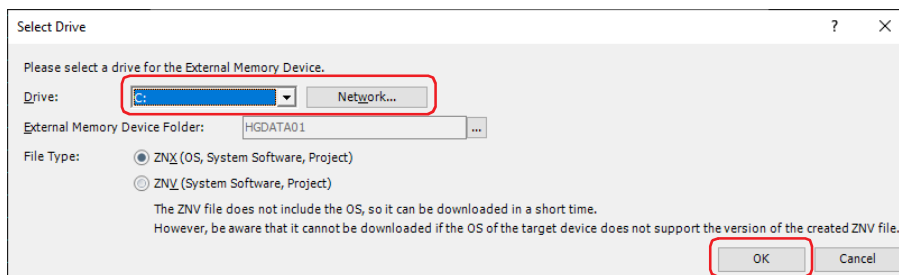 Select Drive ? ×
Please select a drive for the External Memory Device.
Drive: C: Network...
External Memory Device Folder: HGDATA01 ...
File Type: ZNX (OS, System Software, Project)
ZNV (System Software, Project)
The ZNV file does not include the OS, so it can be downloaded in a short time.
However, be aware that it cannot be downloaded if the OS of the target device does not support the version of the created ZNV file.
OK Cancel